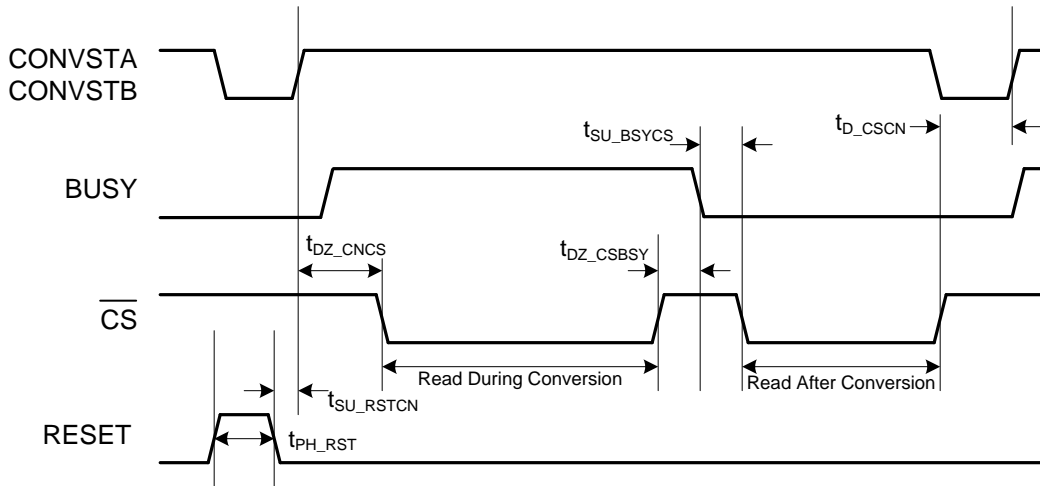 CONVSTA
CONVSTB
tSU_BSYCS
tD_CSCN
BUSY
tDZ_CNCS
tDZ_CSBSY
CS
Read During Conversion
Read After Conversion
tSU_RSTCN
RESET
tPH_RST